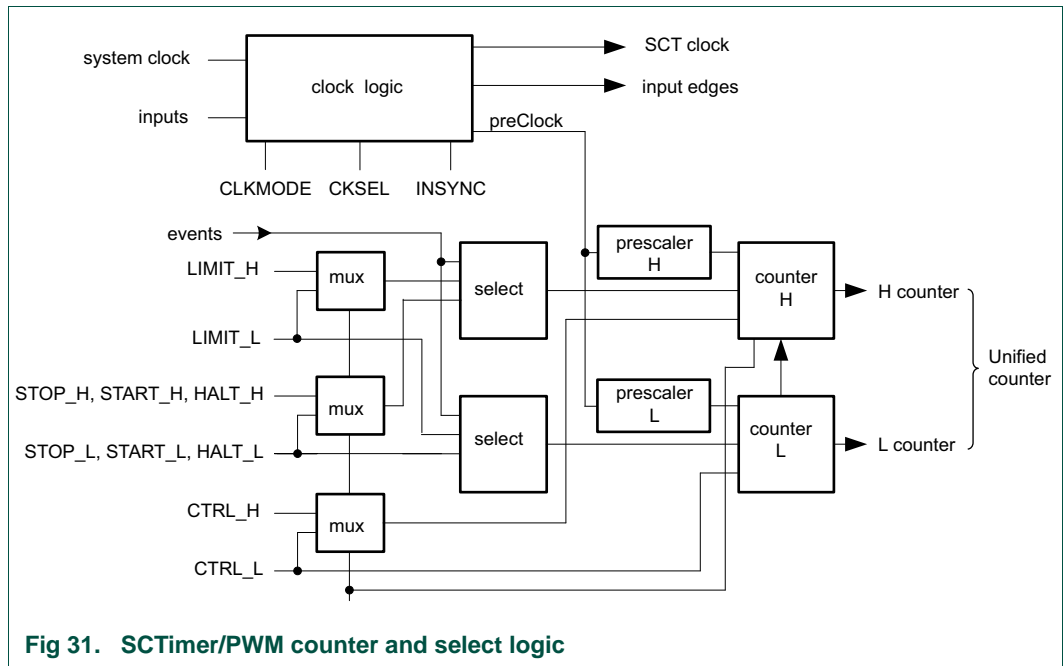 system clock
inputs
clock logic
SCT clock
input edges
preClock
CLKMODE CKSEL INSYNC
events
LIMIT_H
mux
LIMIT_L
select
prescaler
H
counter
H
H counter
STOP_H, START_H, HALT_H
mux
STOP_L, START_L, HALT_L
select
prescaler
L
counter
L
L counter
Unified
counter
CTRL_H
mux
CTRL_L
Fig 31. SCTimer/PWM counter and select logic